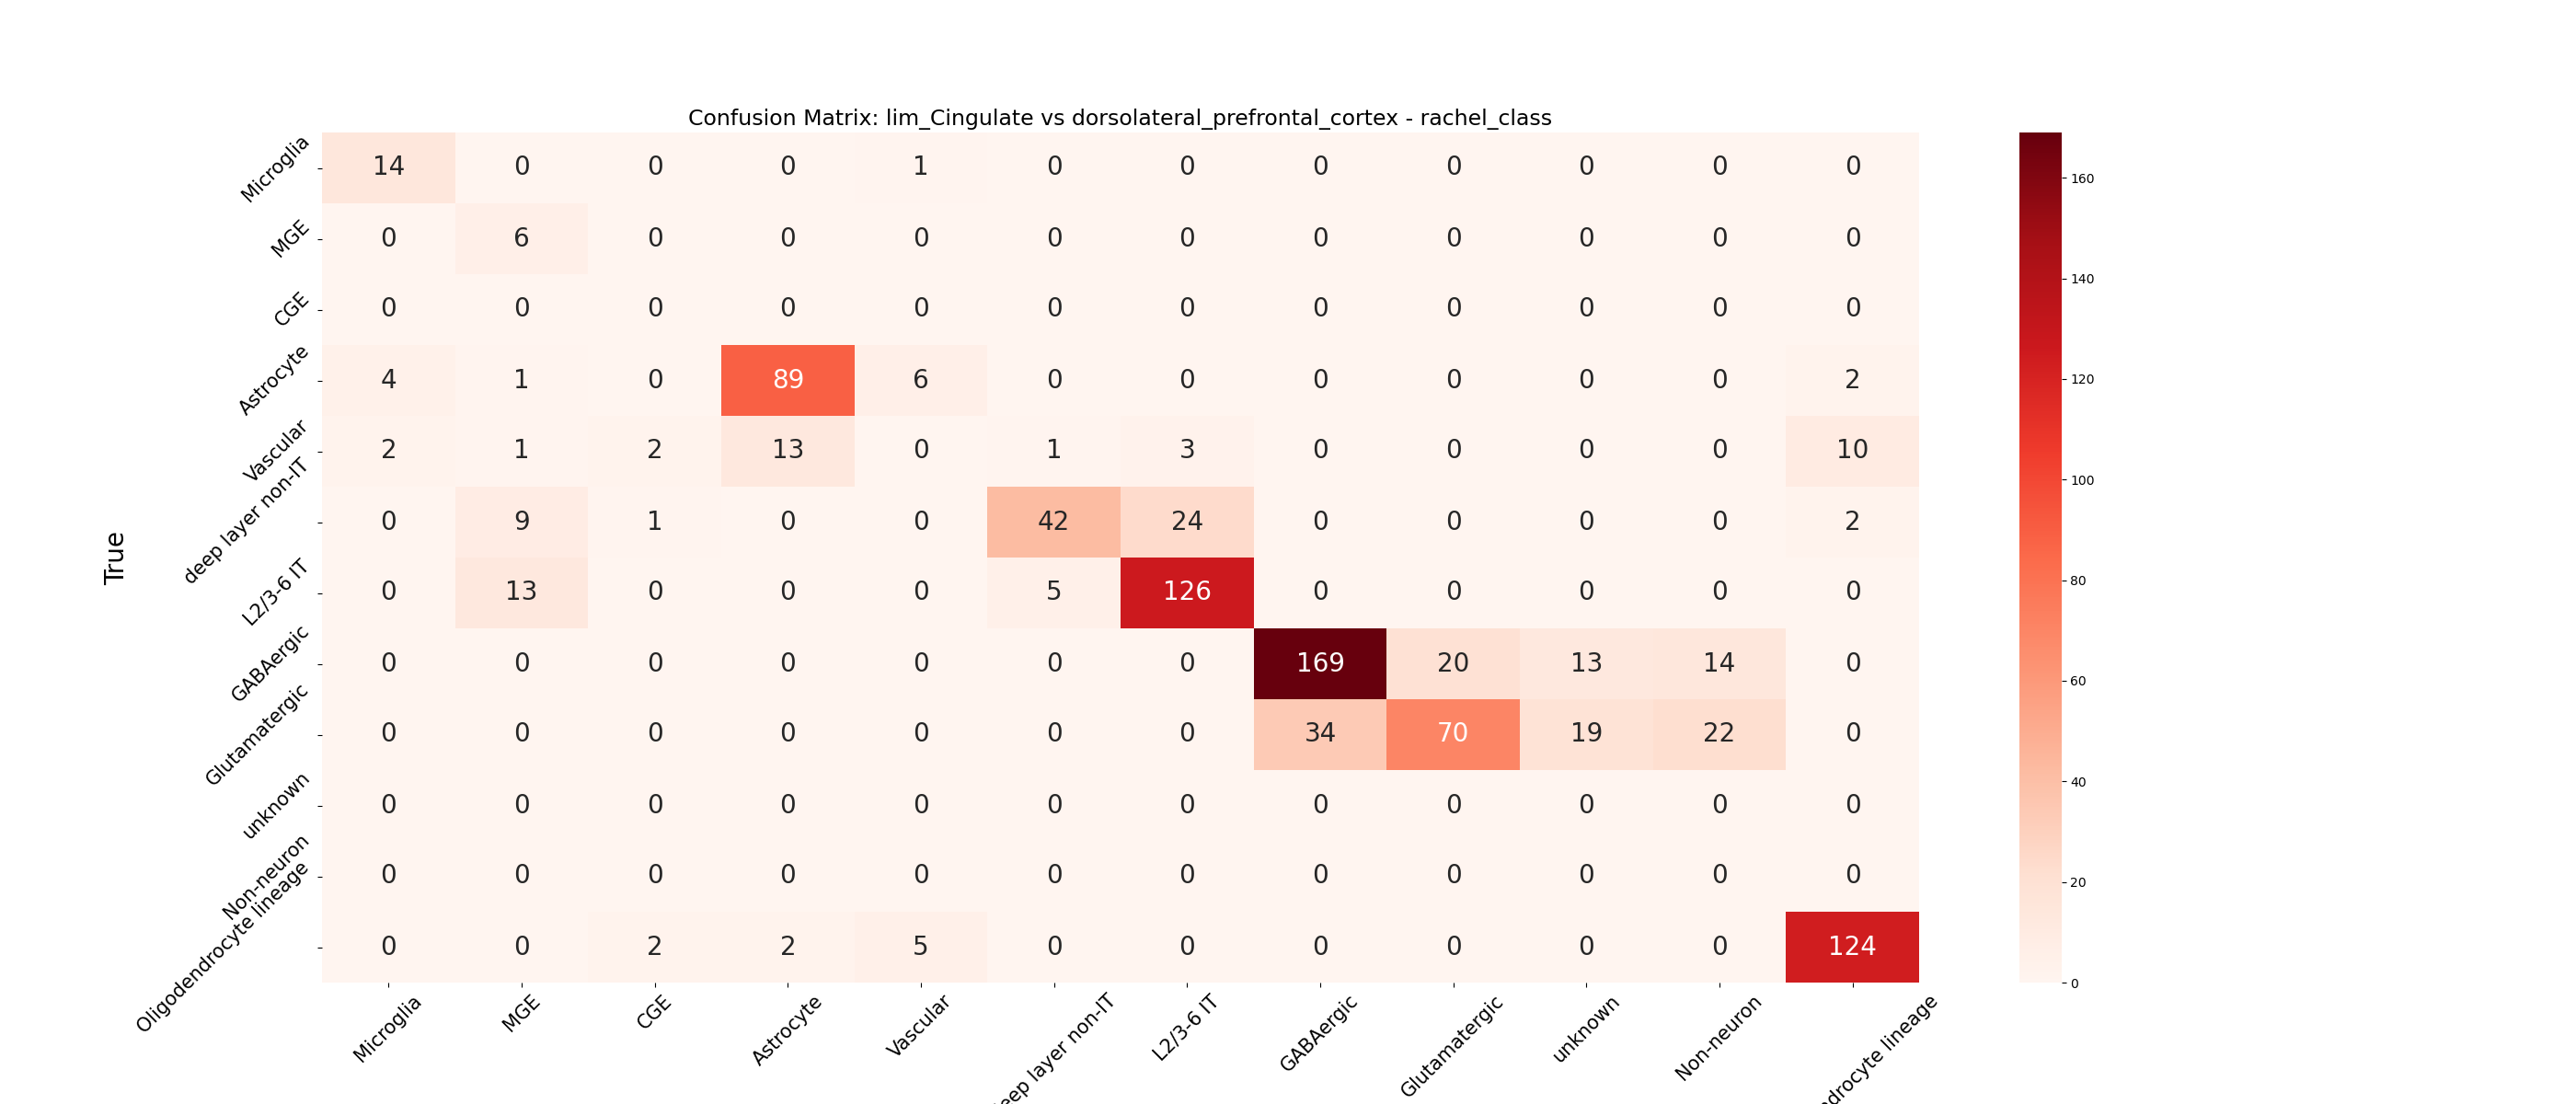 Confusion Matrix: lim_Cingulate vs dorsolateral_prefrontal_cortex - rachel_class
True
Microglia 14 0 0 0 1 0 0 0 0 0 0 0
MGE 0 6 0 0 0 0 0 0 0 0 0 0
CGE 0 0 0 0 0 0 0 0 0 0 0 0
Astrocyte 4 1 0 89 6 0 0 0 0 0 0 2
Vascular 2 1 2 13 0 1 3 0 0 0 0 10
deep layer non-IT 0 9 1 0 0 42 24 0 0 0 0 2
L2/3-6 IT 0 13 0 0 0 5 126 0 0 0 0 0
GABAergic 0 0 0 0 0 0 0 169 20 13 14 0
Glutamatergic 0 0 0 0 0 0 0 34 70 19 22 0
unknown 0 0 0 0 0 0 0 0 0 0 0 0
Non-neuron 0 0 0 0 0 0 0 0 0 0 0 0
Oligodendrocyte lineage 0 0 2 2 5 0 0 0 0 0 0 124
Microglia MGE CGE Astrocyte Vascular layer non-IT L2/3-6 IT GABAergic Glutamatergic unknown Non-neuron lineage
160
140
120
100
80
60
40
20
0